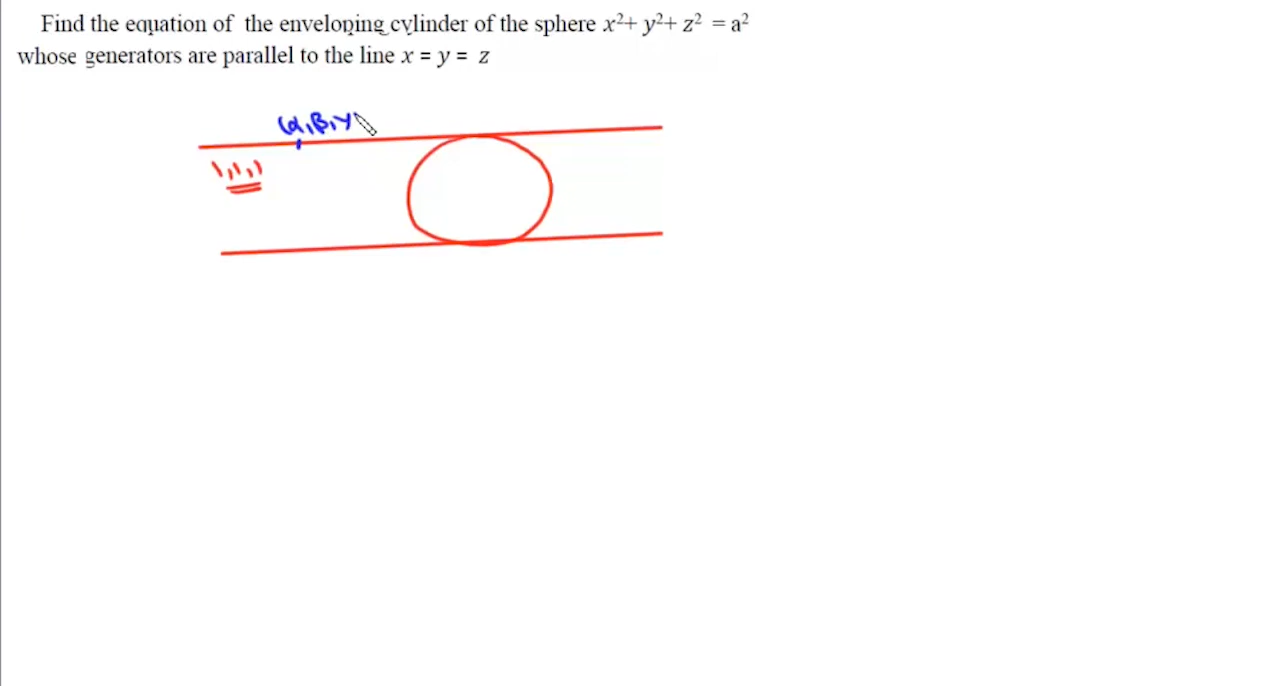 Find the equation of the enveloping cylinder of the sphere x²+ y²+ z² = a²
whose generators are parallel to the line x = y = z
(α,β,γ
1,1,1